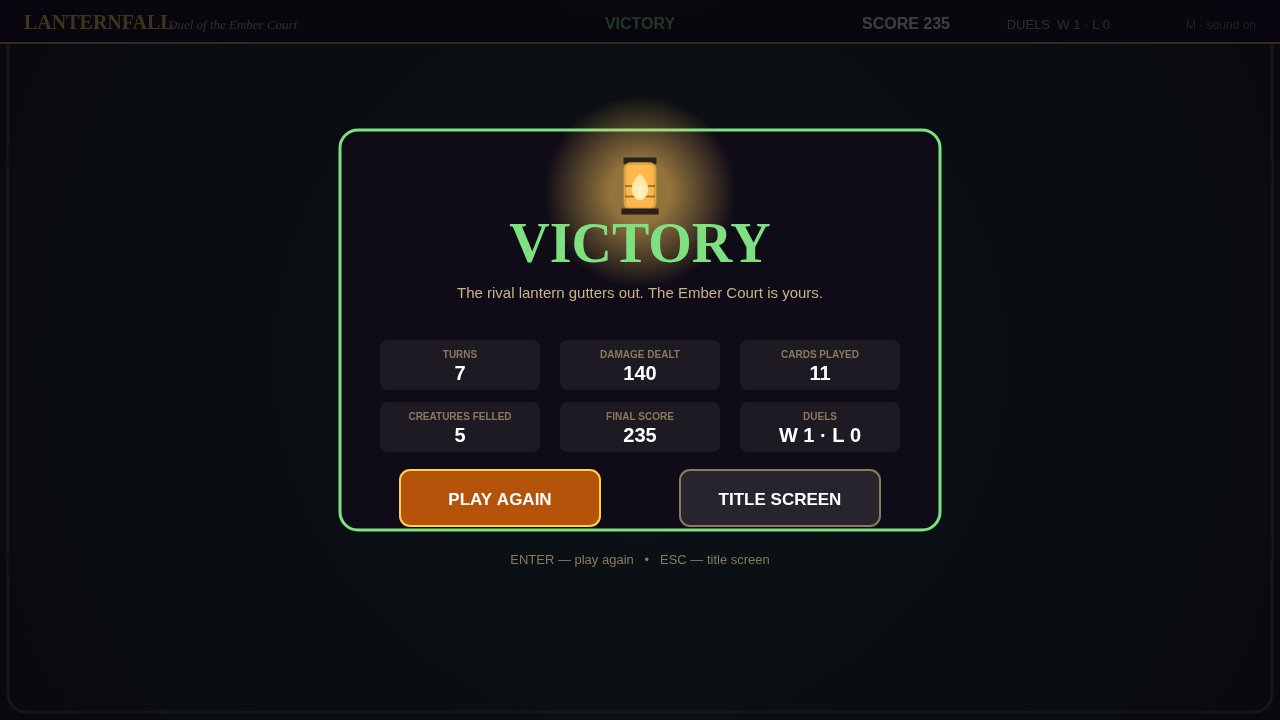 LANTERNFALL Duel of the Ember Court VICTORY SCORE 235 DUELS W 1 · L 0 M · sound on
VICTORY
The rival lantern gutters out. The Ember Court is yours.
TURNS DAMAGE DEALT CARDS PLAYED
7 140 11
CREATURES FELLED FINAL SCORE DUELS
5 235 W 1 · L 0
PLAY AGAIN TITLE SCREEN
ENTER — play again • ESC — title screen